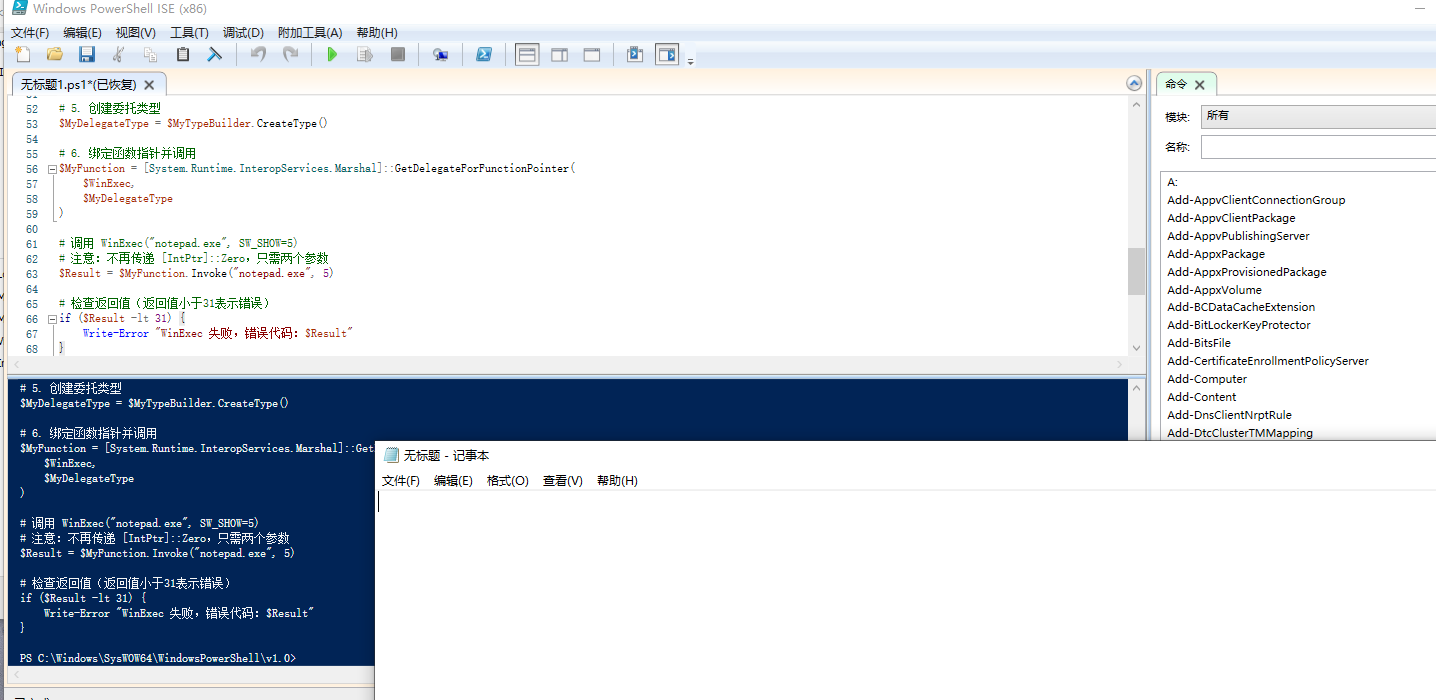 Windows PowerShell ISE (x86)
文件(F) 编辑(E) 视图(V) 工具(T) 调试(D) 附加工具(A) 帮助(H)
无标题1.ps1*(已恢复)
52 # 5. 创建委托类型
53 $MyDelegateType = $MyTypeBuilder.CreateType()
54
55 # 6. 绑定函数指针并调用
56 $MyFunction = [System.Runtime.InteropServices.Marshal]::GetDelegateForFunctionPointer(
57 $WinExec,
58 $MyDelegateType
59 )
60
61 # 调用 WinExec("notepad.exe", SW_SHOW=5)
62 # 注意：不再传递 [IntPtr]::Zero，只需两个参数
63 $Result = $MyFunction.Invoke("notepad.exe", 5)
64
65 # 检查返回值（返回值小于31表示错误）
66 if ($Result -lt 31) {
67 Write-Error "WinExec 失败，错误代码：$Result"
68 }
# 5. 创建委托类型
$MyDelegateType = $MyTypeBuilder.CreateType()
# 6. 绑定函数指针并调用
$MyFunction = [System.Runtime.InteropServices.Marshal]::Get
$WinExec,
$MyDelegateType
)
# 调用 WinExec("notepad.exe", SW_SHOW=5)
# 注意：不再传递 [IntPtr]::Zero，只需两个参数
$Result = $MyFunction.Invoke("notepad.exe", 5)
# 检查返回值（返回值小于31表示错误）
if ($Result -lt 31) {
Write-Error "WinExec 失败，错误代码：$Result"
}
PS C:\Windows\SysWOW64\WindowsPowerShell\v1.0>
命令
模块: 所有
名称:
A:
Add-AppvClientConnectionGroup
Add-AppvClientPackage
Add-AppvPublishingServer
Add-AppxPackage
Add-AppxProvisionedPackage
Add-AppxVolume
Add-BCDataCacheExtension
Add-BitLockerKeyProtector
Add-BitsFile
Add-CertificateEnrollmentPolicyServer
Add-Computer
Add-Content
Add-DnsClientNrptRule
Add-DtcClusterTMMapping
无标题 - 记事本
文件(F) 编辑(E) 格式(O) 查看(V) 帮助(H)